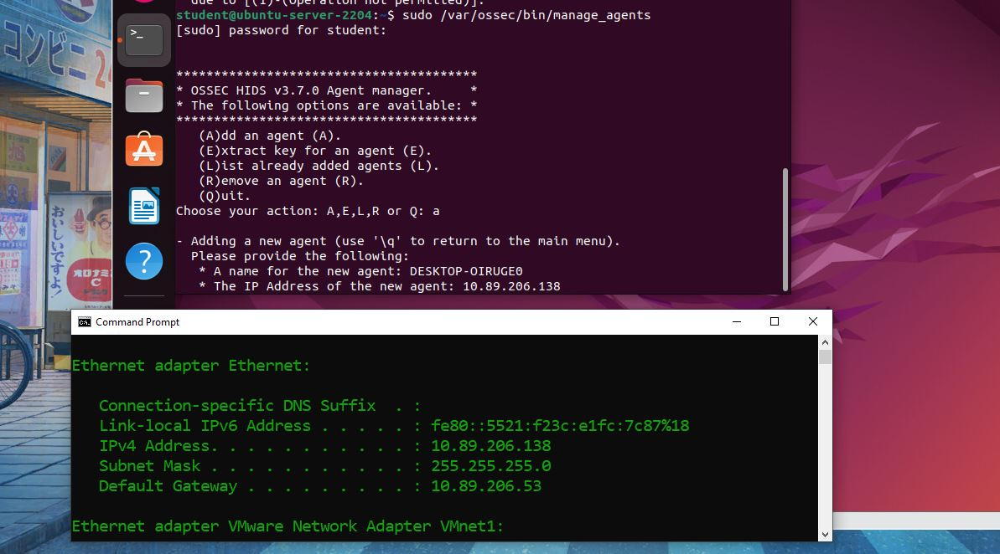 コンビニ 24
おいしいですよ!
オロナミン
C
due to [(1)-(Operation not permitted)].
student@ubuntu-server-2204:~$ sudo /var/ossec/bin/manage_agents
[sudo] password for student:
****************************************
* OSSEC HIDS v3.7.0 Agent manager.     *
* The following options are available: *
****************************************
(A)dd an agent (A).
(E)xtract key for an agent (E).
(L)ist already added agents (L).
(R)emove an agent (R).
(Q)uit.
Choose your action: A,E,L,R or Q: a
- Adding a new agent (use '\q' to return to the main menu).
Please provide the following:
* A name for the new agent: DESKTOP-OIRUGE0
* The IP Address of the new agent: 10.89.206.138
Command Prompt
Ethernet adapter Ethernet:
Connection-specific DNS Suffix  . :
Link-local IPv6 Address . . . . . : fe80::5521:f23c:e1fc:7c87%18
IPv4 Address. . . . . . . . . . . : 10.89.206.138
Subnet Mask . . . . . . . . . . . : 255.255.255.0
Default Gateway . . . . . . . . . : 10.89.206.53
Ethernet adapter VMware Network Adapter VMnet1: